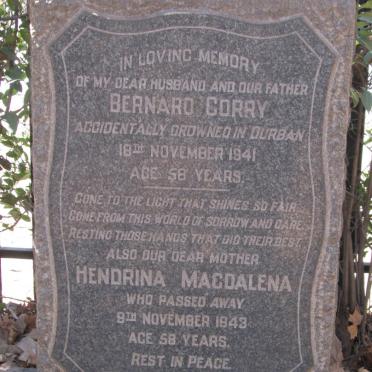 IN LOVING MEMORY
OF MY DEAR HUSBAND AND OUR FATHER
BERNARD CORRY
ACCIDENTALLY DROWNED IN DURBAN
18TH NOVEMBER 1941
AGE 58 YEARS.
GONE TO THE LIGHT THAT SHINES SO FAIR
GONE FROM THIS WORLD OF SORROW AND CARE
RESTING THOSE HANDS THAT DID THEIR BEST
ALSO OUR DEAR MOTHER
HENDRINA MAGDALENA
WHO PASSED AWAY
9TH NOVEMBER 1943
AGE 58 YEARS.
REST IN PEACE.